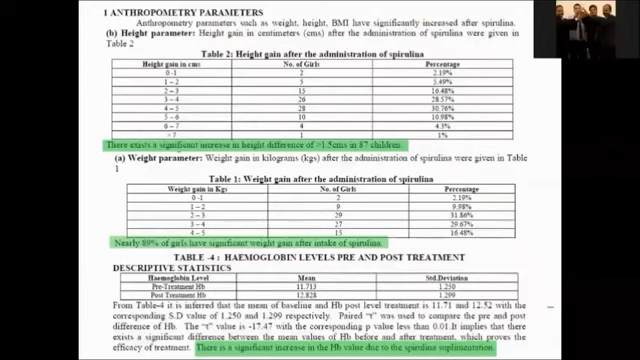 1 ANTHROPOMETRY PARAMETERS
Anthropometry parameters such as weight, height, BMI have significantly increased after spirulina.
(b) Height parameter: Height gain in centimeters (cms) after the administration of spirulina were given in
Table 2
Table 2: Height gain after the administration of spirulina
Height gain in cms No. of Girls Percentage
0 -1 2 2.19%
1 – 2 5 5.49%
2 – 3 15 16.48%
3 – 4 26 28.57%
4 – 5 28 30.76%
5 – 6 10 10.98%
6 – 7 4 4.3%
>7 1 1%
There exists a significant increase in height difference of >1.5cms in 87 children.
(a) Weight parameter: Weight gain in kilograms (kgs) after the administration of spirulina were given in Table
1
Table 1: Weight gain after the administration of spirulina
Weight gain in Kgs No. of Girls Percentage
0 -1 2 2.19%
1 – 2 9 9.98%
2 – 3 29 31.86%
3 – 4 27 29.67%
4 – 5 15 16.48%
Nearly 89% of girls have significant weight gain after intake of spirulina.
TABLE -4 : HAEMOGLOBIN LEVELS PRE AND POST TREATMENT
DESCRIPTIVE STATISTICS
Haemoglobin Level Mean Std.Deviation
Pre-Treatment Hb 11.713 1.250
Post Treatment Hb 12.828 1.299
From Table-4 it is inferred that the mean of baseline and Hb post level treatment is 11.71 and 12.52 with the
corresponding S.D value of 1.250 and 1.299 respectively. Paired “t” was used to compare the pre and post
difference of Hb. The “t” value is -17.47 with the corresponding p value less than 0.01.It implies that there
exists a significant difference between the mean values of Hb before and after treatment, which proves the
efficacy of treatment. There is a significant increase in the Hb value due to the spirulina suplimentation.